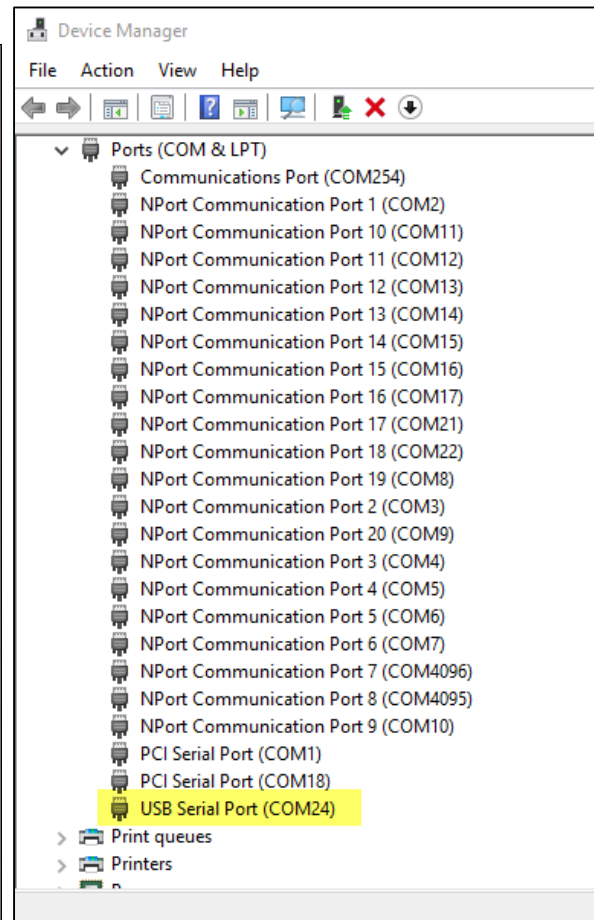 Device Manager
File Action View Help
Ports (COM & LPT)
Communications Port (COM254)
NPort Communication Port 1 (COM2)
NPort Communication Port 10 (COM11)
NPort Communication Port 11 (COM12)
NPort Communication Port 12 (COM13)
NPort Communication Port 13 (COM14)
NPort Communication Port 14 (COM15)
NPort Communication Port 15 (COM16)
NPort Communication Port 16 (COM17)
NPort Communication Port 17 (COM21)
NPort Communication Port 18 (COM22)
NPort Communication Port 19 (COM8)
NPort Communication Port 2 (COM3)
NPort Communication Port 20 (COM9)
NPort Communication Port 3 (COM4)
NPort Communication Port 4 (COM5)
NPort Communication Port 5 (COM6)
NPort Communication Port 6 (COM7)
NPort Communication Port 7 (COM4096)
NPort Communication Port 8 (COM4095)
NPort Communication Port 9 (COM10)
PCI Serial Port (COM1)
PCI Serial Port (COM18)
USB Serial Port (COM24)
Print queues
Printers